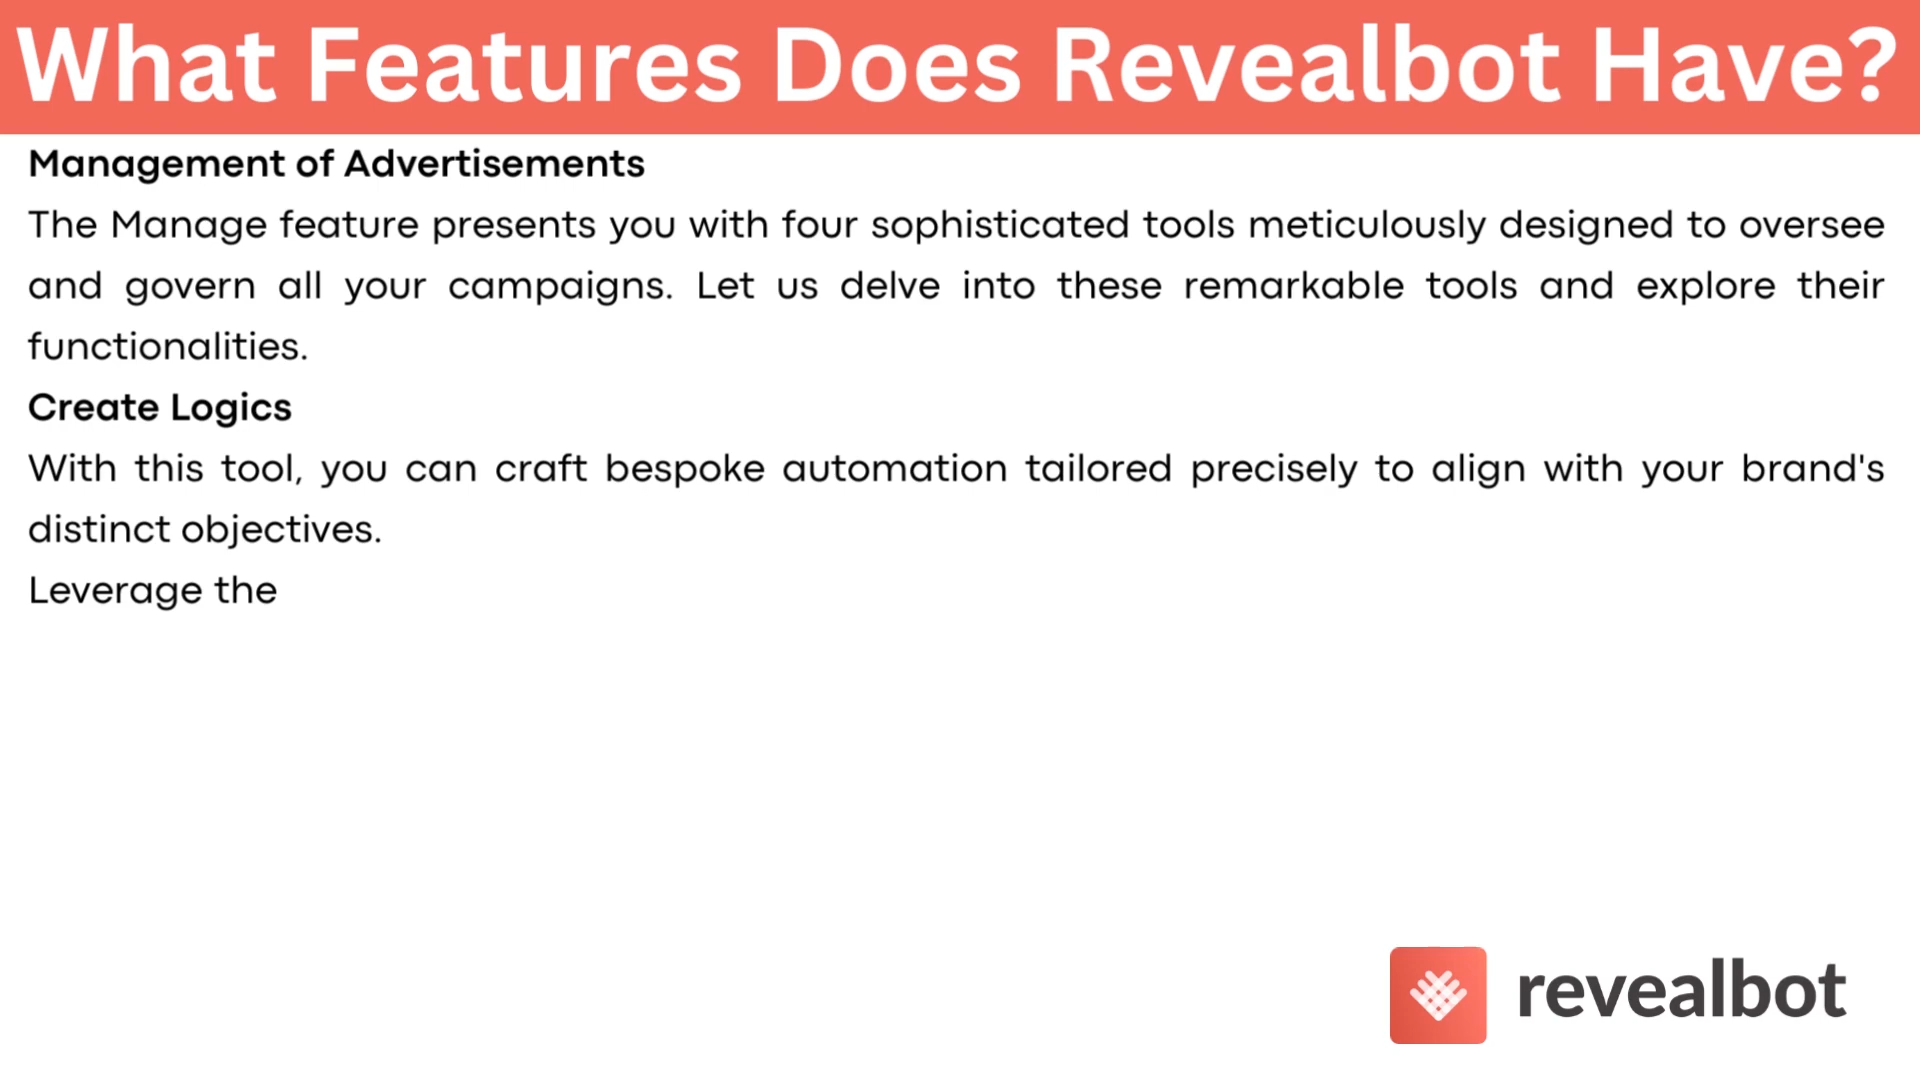 What Features Does Revealbot Have?
Management of Advertisements
The Manage feature presents you with four sophisticated tools meticulously designed to oversee
and govern all your campaigns. Let us delve into these remarkable tools and explore their
functionalities.
Create Logics
With this tool, you can craft bespoke automation tailored precisely to align with your brand's
distinct objectives.
Leverage the
revealbot